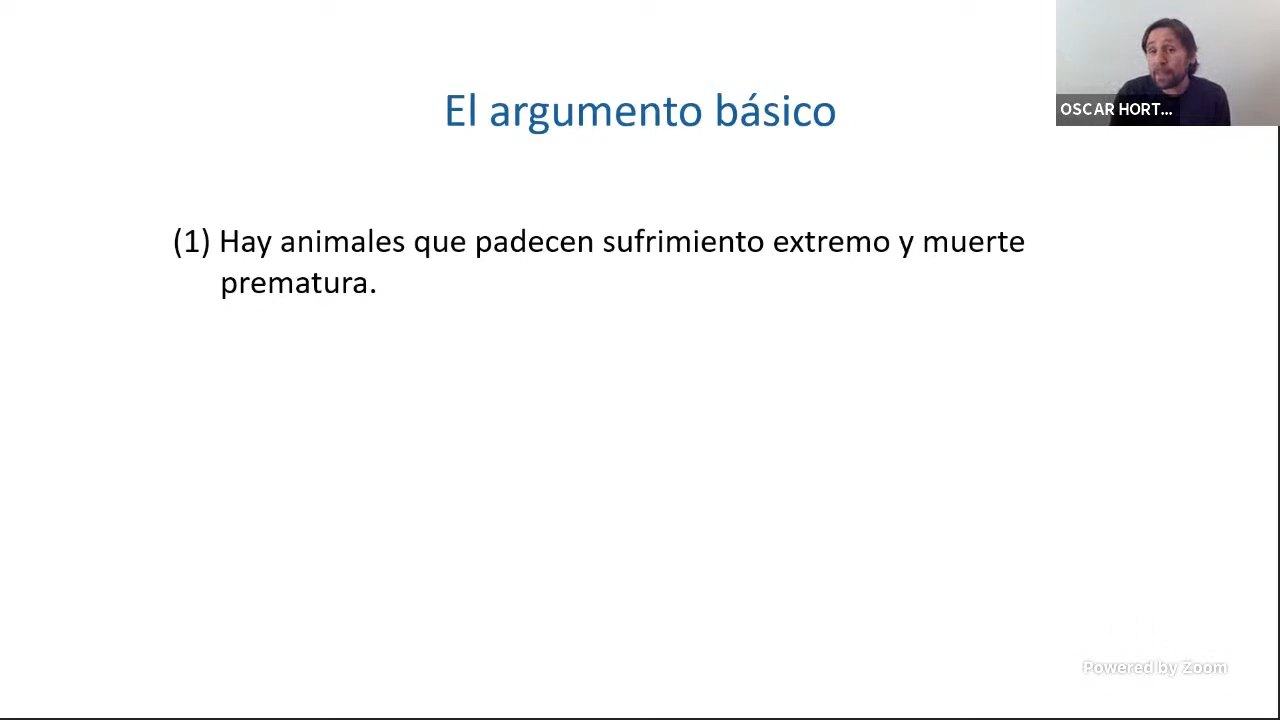 El argumento básico
OSCAR HORT...
(1) Hay animales que padecen sufrimiento extremo y muerte
prematura.
Powered by Zoom